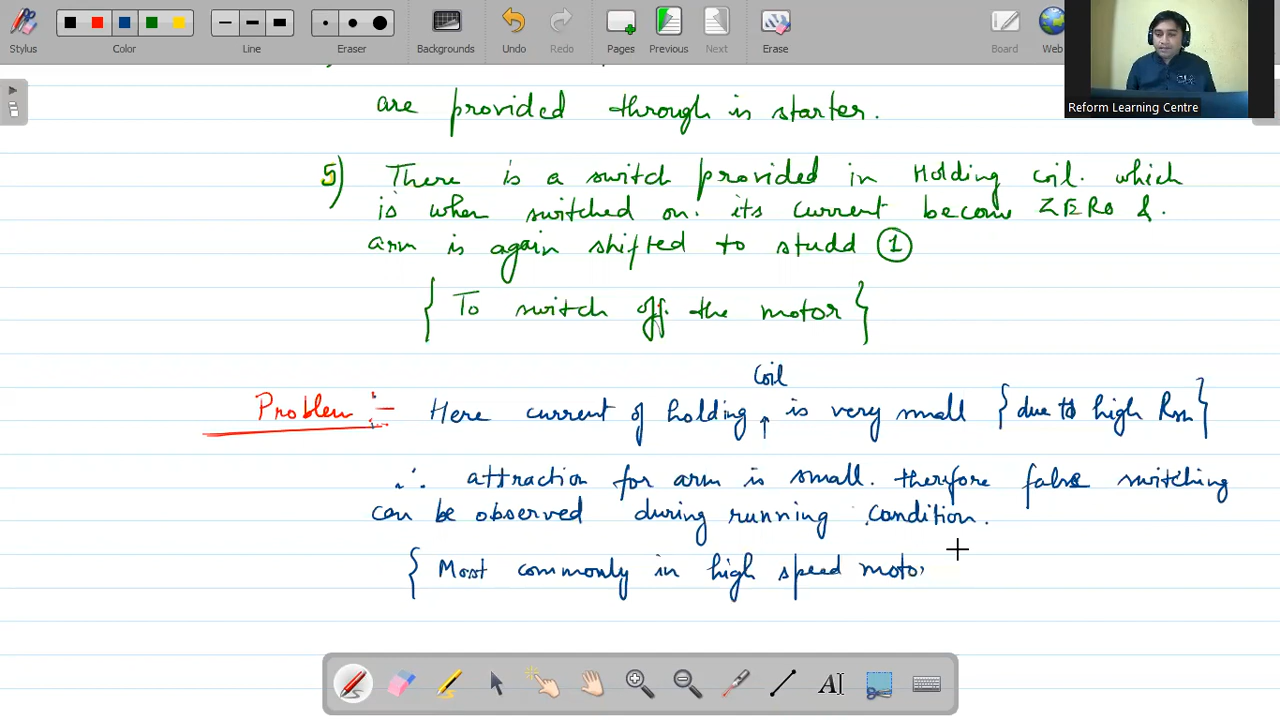 Stylus Color Line Eraser Backgrounds Undo Redo Pages Previous Next Erase Board Web
Reform Learning Centre
are provided through is starter.
5) There is a switch provided in Holding coil. which
is when switched on. its current become ZERO &.
arm is again shifted to studd 1
{ To switch off. the motor }
Coil
Problem :- Here current of holding ↑ is very small { due to high Rsh }
∴ attraction for arm is small. therfore false switching
can be observed during running condition.
{ Most commonly in high speed motor